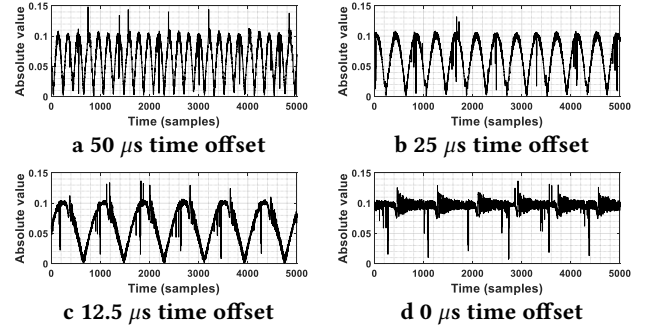 Absolute value
0.15
0.1
0.05
0
0 1000 2000 3000 4000 5000
Time (samples)
a 50 μs time offset
Absolute value
0.15
0.1
0.05
0
0 1000 2000 3000 4000 5000
Time (samples)
b 25 μs time offset
Absolute value
0.15
0.1
0.05
0
0 1000 2000 3000 4000 5000
Time (samples)
c 12.5 μs time offset
Absolute value
0.15
0.1
0.05
0
0 1000 2000 3000 4000 5000
Time (samples)
d 0 μs time offset